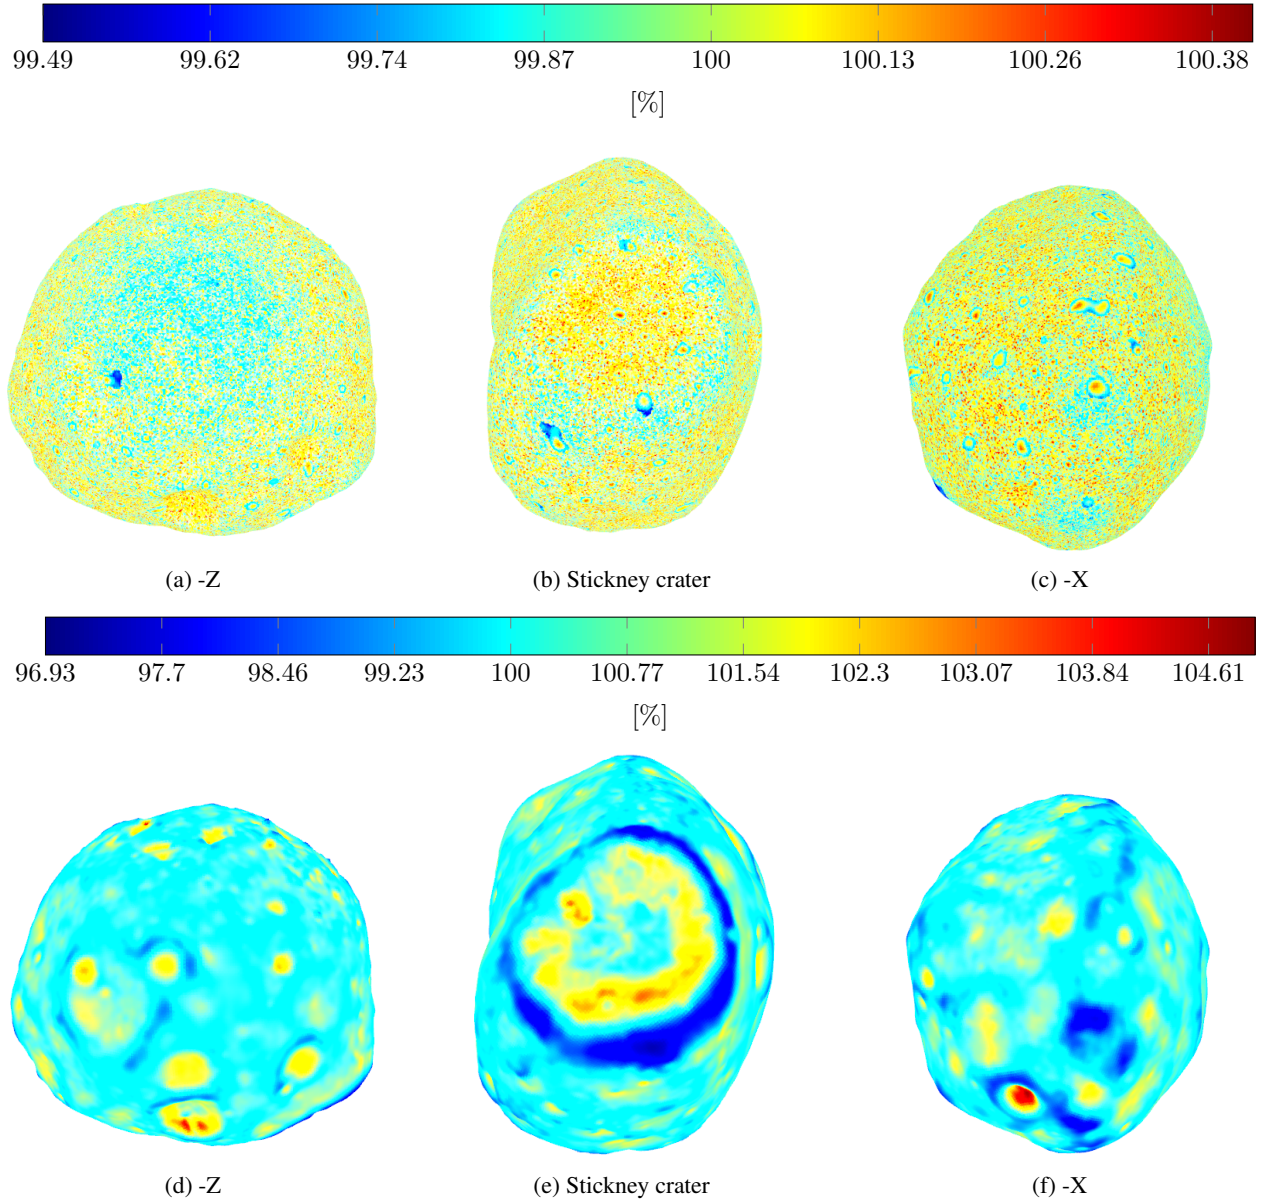 99.49 99.62 99.74 99.87 100 100.13 100.26 100.38
[%]
(a) -Z (b) Stickney crater (c) -X
96.93 97.7 98.46 99.23 100 100.77 101.54 102.3 103.07 103.84 104.61
[%]
(d) -Z (e) Stickney crater (f) -X